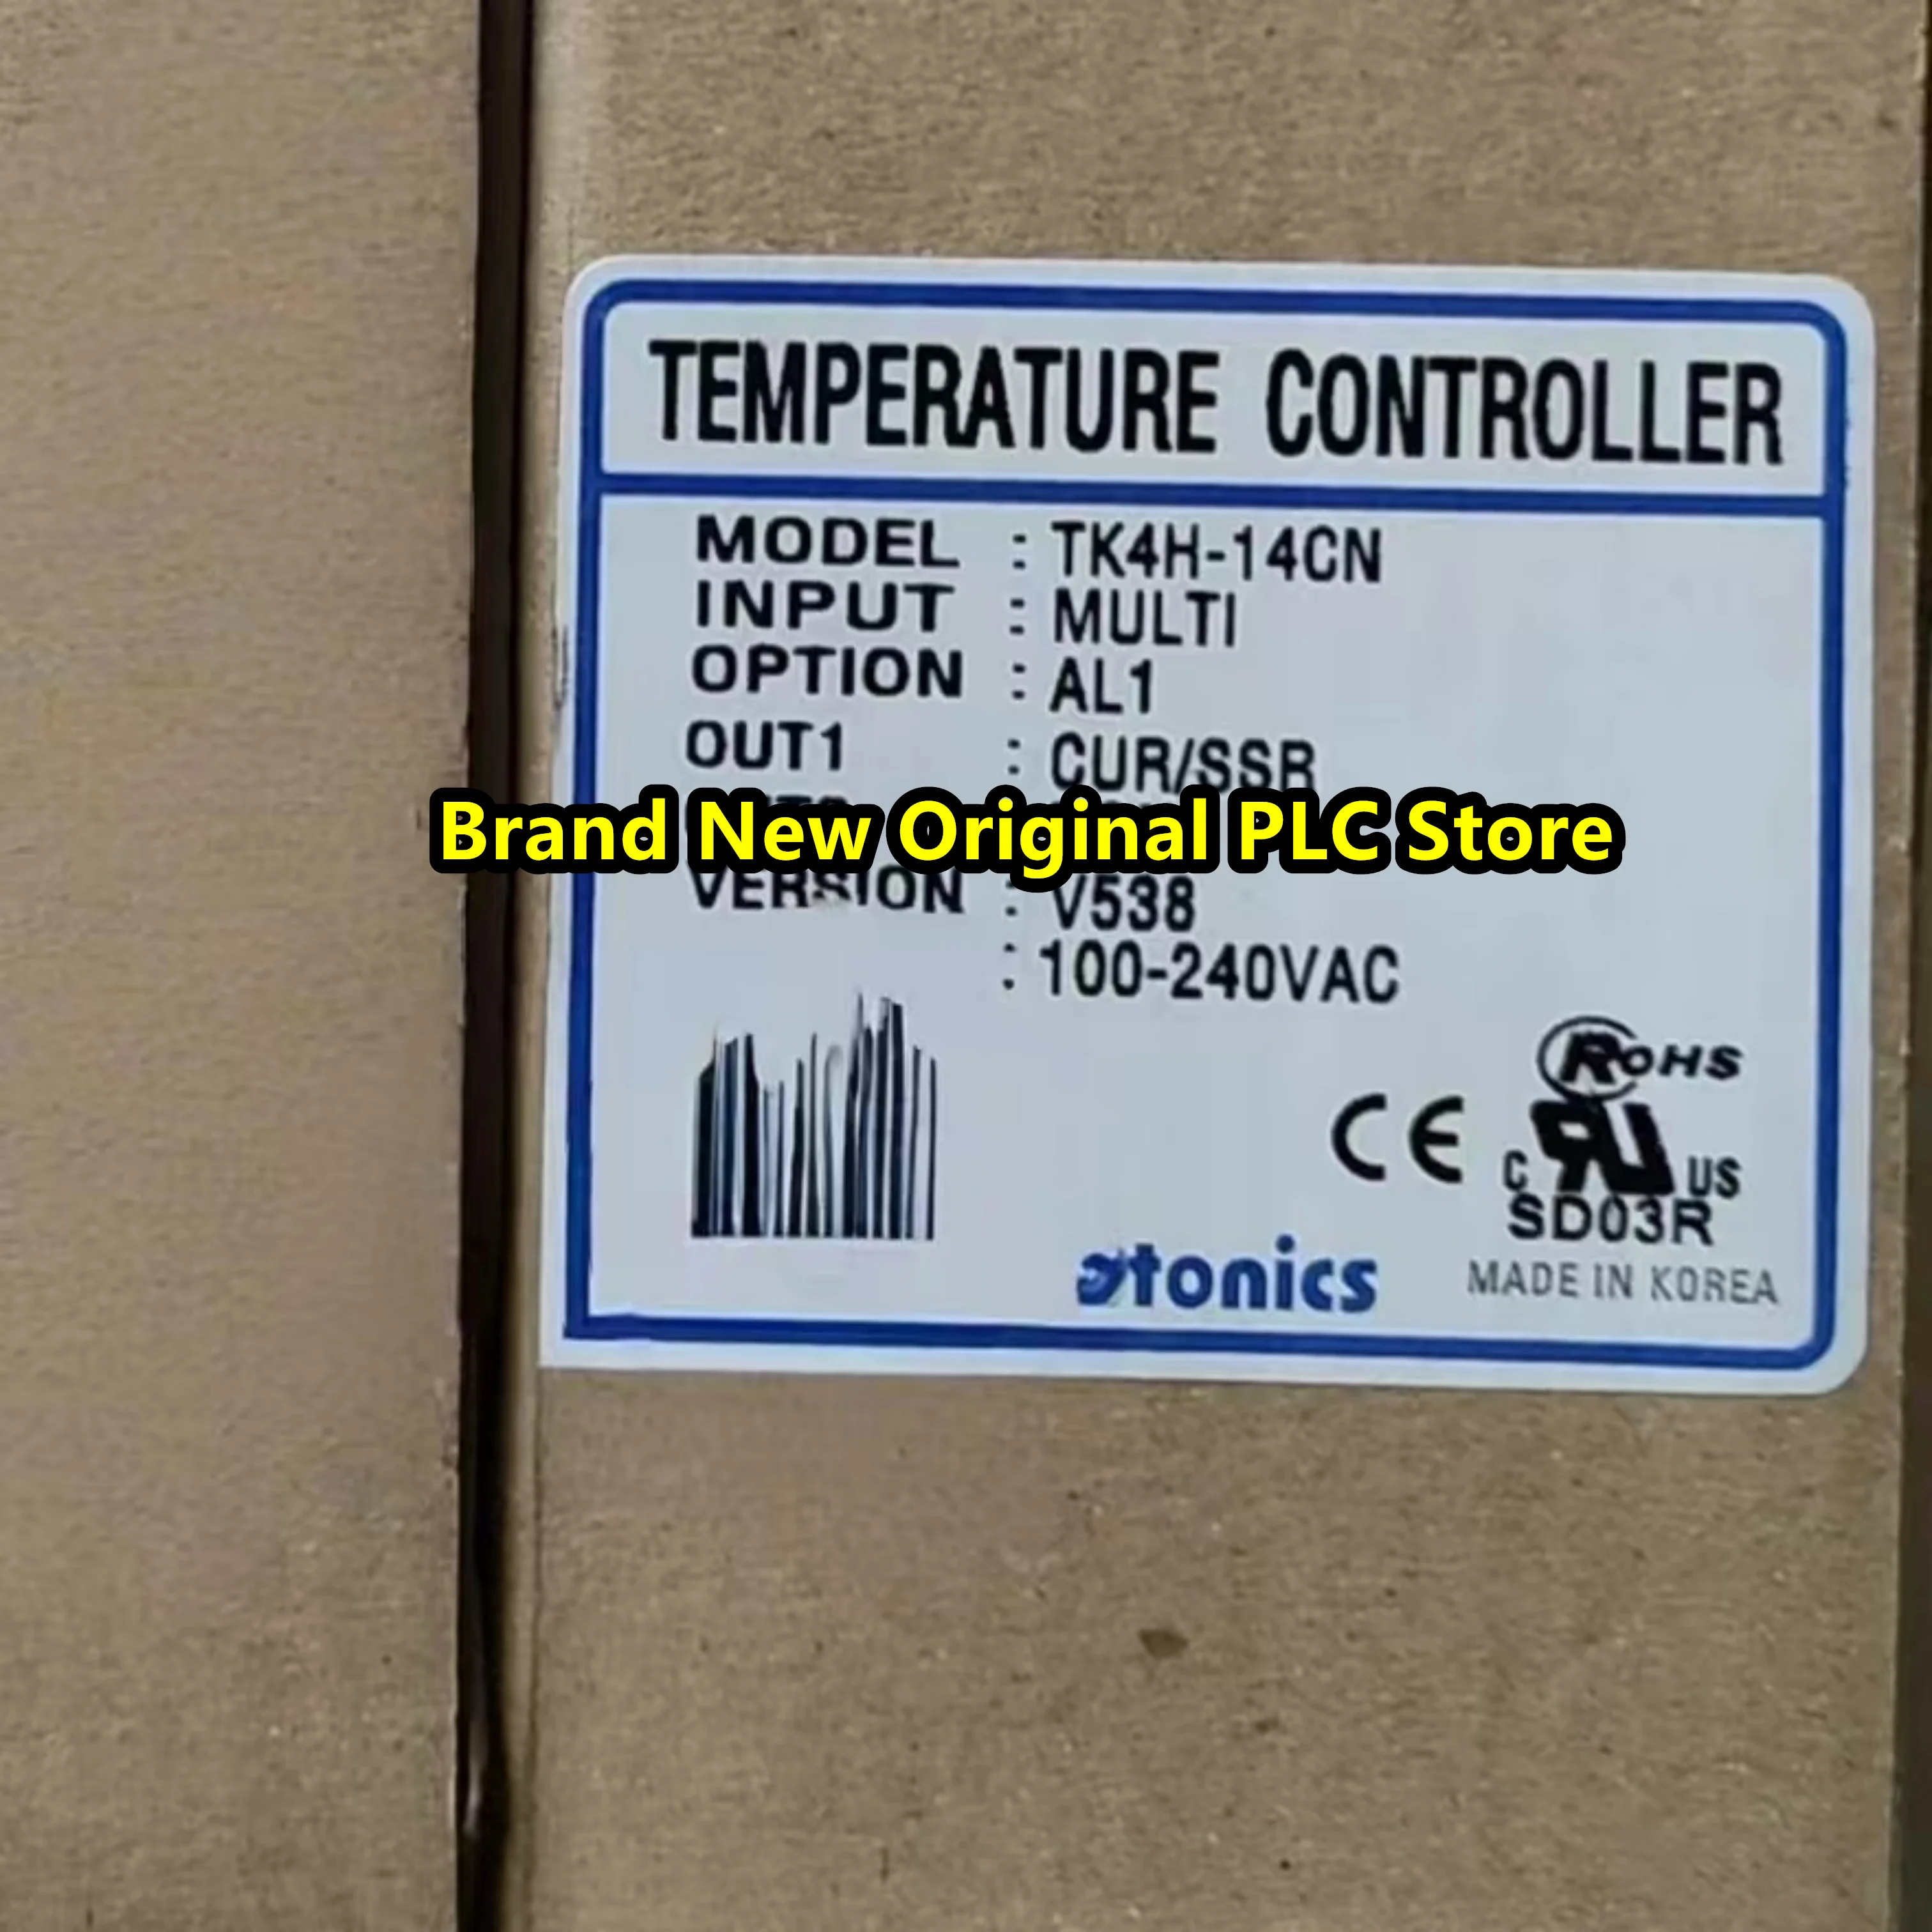 TEMPERATURE CONTROLLER
MODEL : TK4H-14CN
INPUT : MULTI
OPTION : AL1
OUT1 : CUR/SSR
Brand New Original PLC Store
VERSION : V538
: 100-240VAC
RoHS
CE
C US
SD03R
tonics
MADE IN KOREA